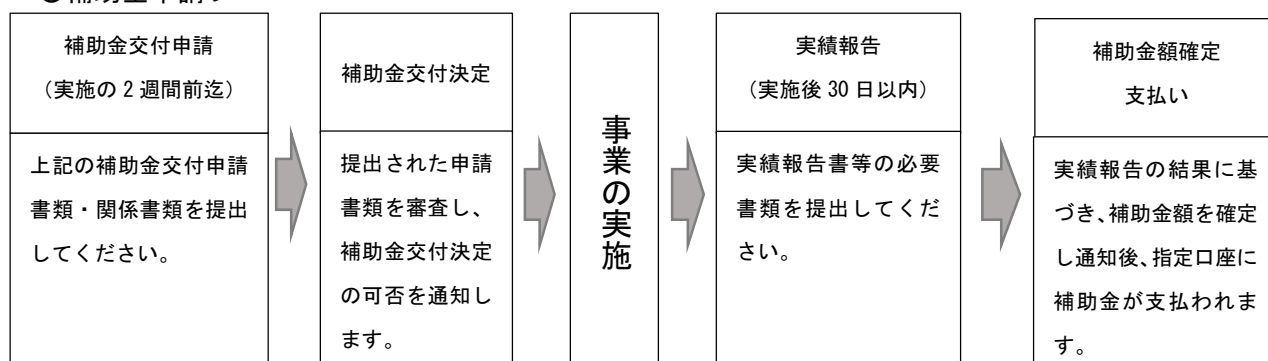 補助金交付申請
（実施の２週間前迄）
上記の補助金交付申請
書類・関係書類を提出
してください。
補助金交付決定
提出された申請
書類を審査し、
補助金交付決定
の可否を通知し
ます。
事業の実施
実績報告
（実施後 30 日以内）
実績報告書等の必要
書類を提出してくだ
さい。
補助金額確定
支払い
実績報告の結果に基
づき、補助金額を確定
し通知後、指定口座に
補助金が支払われま
す。